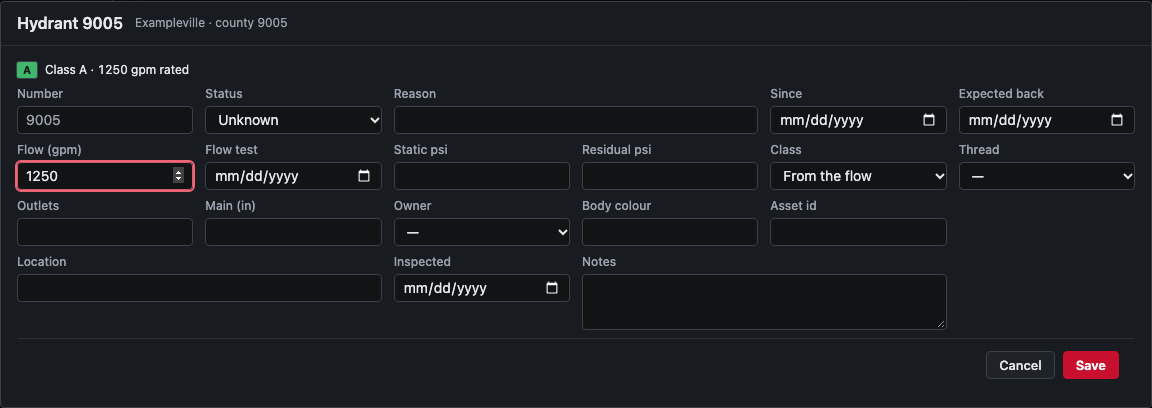 Hydrant 9005 Exampleville · county 9005
A Class A · 1250 gpm rated
Number Status Reason Since Expected back
9005 Unknown mm/dd/yyyy mm/dd/yyyy
Flow (gpm) Flow test Static psi Residual psi Class Thread
1250 mm/dd/yyyy From the flow —
Outlets Main (in) Owner Body colour Asset id
—
Location Inspected Notes
mm/dd/yyyy
Cancel Save